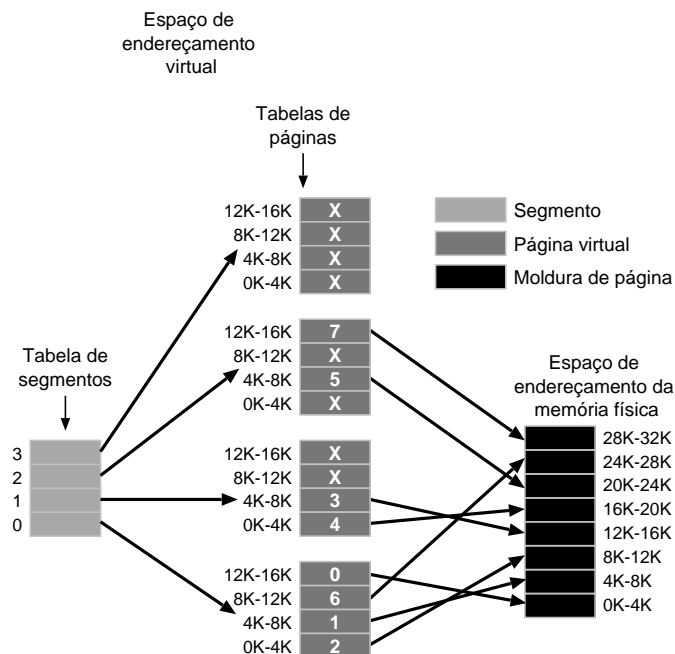 Espaço de
endereçamento
virtual
Tabelas de
páginas
12K-16K X
8K-12K X
4K-8K X
0K-4K X
Segmento
Página virtual
Moldura de página
12K-16K 7
8K-12K X
4K-8K 5
0K-4K X
Tabela de
segmentos
3
2
1
0
12K-16K X
8K-12K X
4K-8K 3
0K-4K 4
12K-16K 0
8K-12K 6
4K-8K 1
0K-4K 2
Espaço de
endereçamento da
memória física
28K-32K
24K-28K
20K-24K
16K-20K
12K-16K
8K-12K
4K-8K
0K-4K